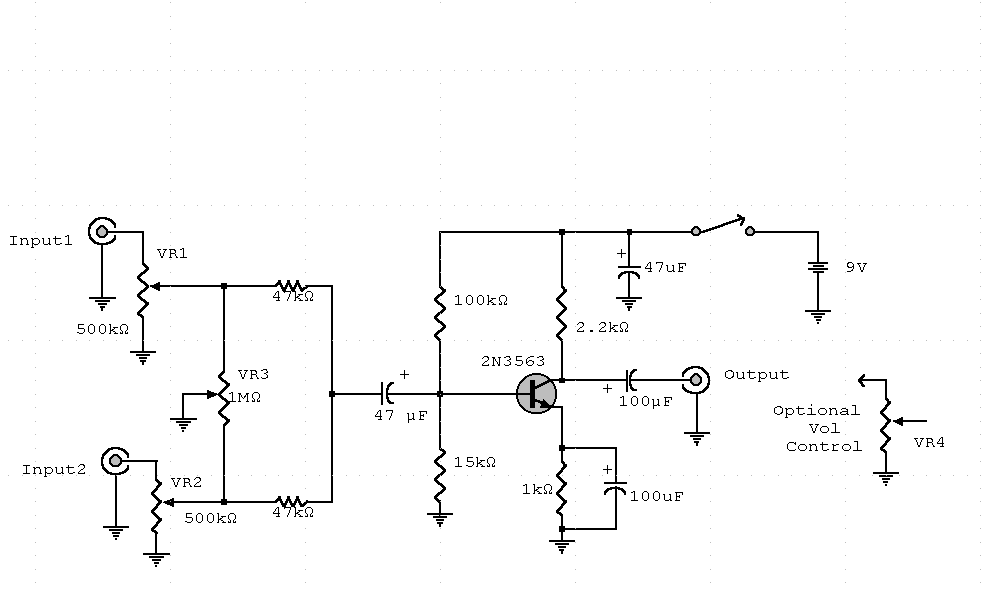 Input1
VR1
47kΩ
500kΩ
VR3
1MΩ
Input2
VR2
500kΩ
47kΩ
+
47 µF
100kΩ
15kΩ
2N3563
2.2kΩ
+
47uF
9V
+
100µF
Output
1kΩ
+
100uF
Optional
Vol
Control
VR4